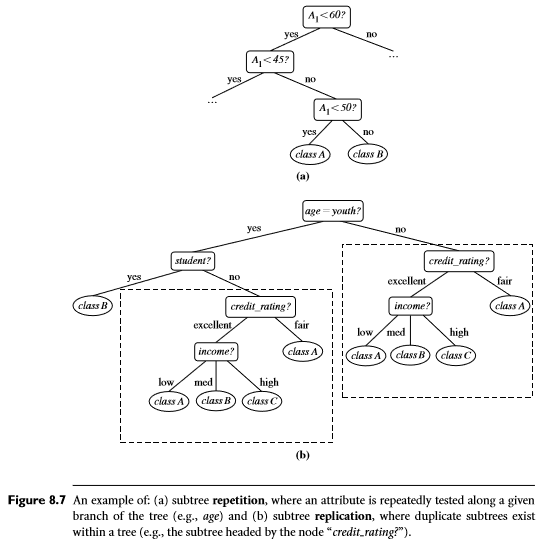 A1<60?
yes no
A1<45? ...
yes no
... A1<50?
yes no
class A class B
(a)
age = youth?
yes no
student? credit_rating?
yes no excellent fair
class B credit_rating? income? class A
excellent fair low med high
income? class A class A class B class C
low med high
class A class B class C
(b)
Figure 8.7 An example of: (a) subtree repetition, where an attribute is repeatedly tested along a given
branch of the tree (e.g., age) and (b) subtree replication, where duplicate subtrees exist
within a tree (e.g., the subtree headed by the node “credit_rating?”).